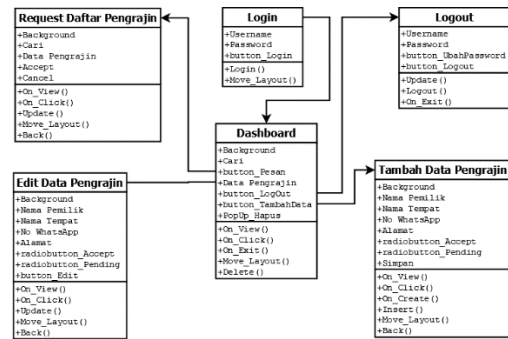 Request Daftar Pengrajin
+Background
+Cari
+Data Pengrajin
+Accept
+Cancel
+On_View()
+On_Click()
+Update()
+Move_Layout()
+Back()
Login
+Username
+Password
+button_Login
+Login()
+Move_Layout()
Logout
+Username
+Password
+button_UbahPassword
+button_Logout
+Update()
+Logout()
+On_Exit()
Dashboard
+Background
+Cari
+button_Pesan
+Data Pengrajin
+button_LogOut
+button_TambahData
+PopUp_Hapus
+On_View()
+On_Click()
+On_Exit()
+Move_Layout()
+Delete()
Edit Data Pengrajin
+Background
+Nama Pemilik
+Nama Tempat
+No WhatsApp
+Alamat
+radiobutton_Accept
+radiobutton_Pending
+button_Edit
+On_View()
+On_Click()
+Update()
+Move_Layout()
+Back()
Tambah Data Pengrajin
+Background
+Nama Pemilik
+Nama Tempat
+No WhatsApp
+Alamat
+radiobutton_Accept
+radiobutton_Pending
+Simpan
+On_View()
+On_Click()
+On_Create()
+Insert()
+Move_Layout()
+Back()